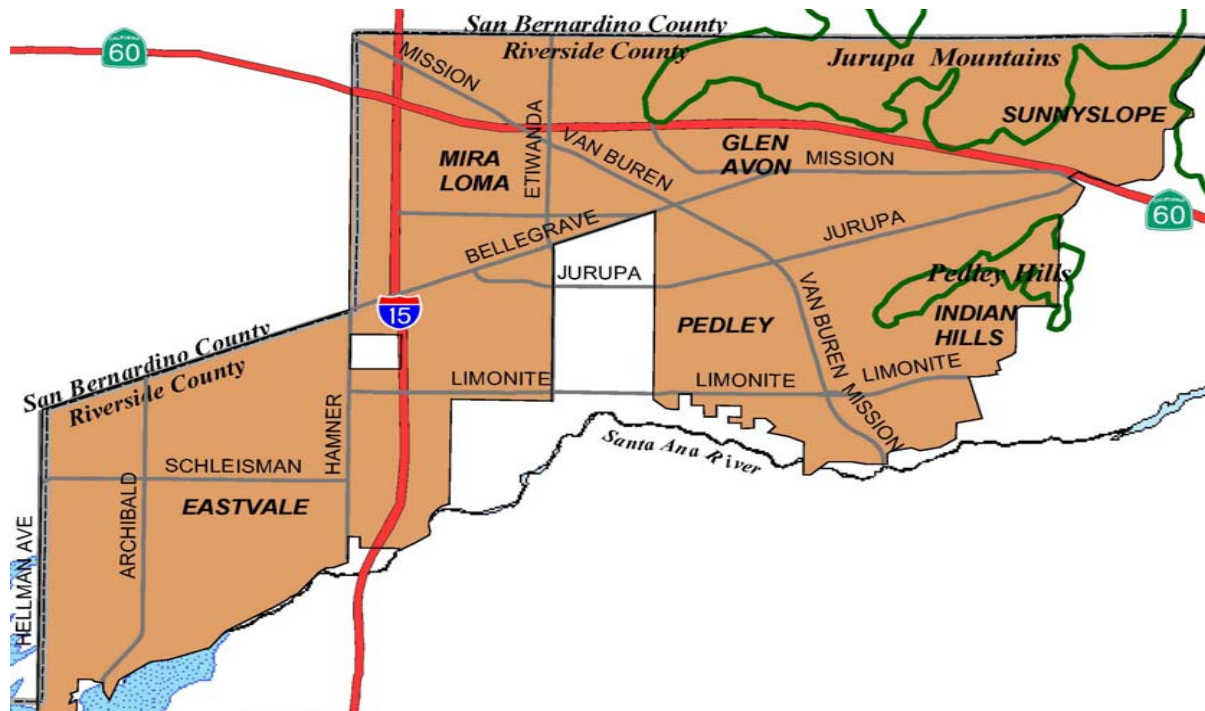 San Bernardino County
Riverside County
CALIFORNIA
60
MISSION
Jurupa Mountains
SUNNYSLOPE
ETIWANDA
VAN BUREN
GLEN
AVON
MISSION
MIRA
LOMA
CALIFORNIA
60
BELLEGRAVE
JURUPA
JURUPA
Pedley Hills
INDIAN
HILLS
15
PEDLEY
VAN BUREN
San Bernardino County
Riverside County
LIMONITE
LIMONITE
LIMONITE
MISSION
HAMNER
Santa Ana River
SCHLEISMAN
EASTVALE
ARCHIBALD
HELLMAN AVE